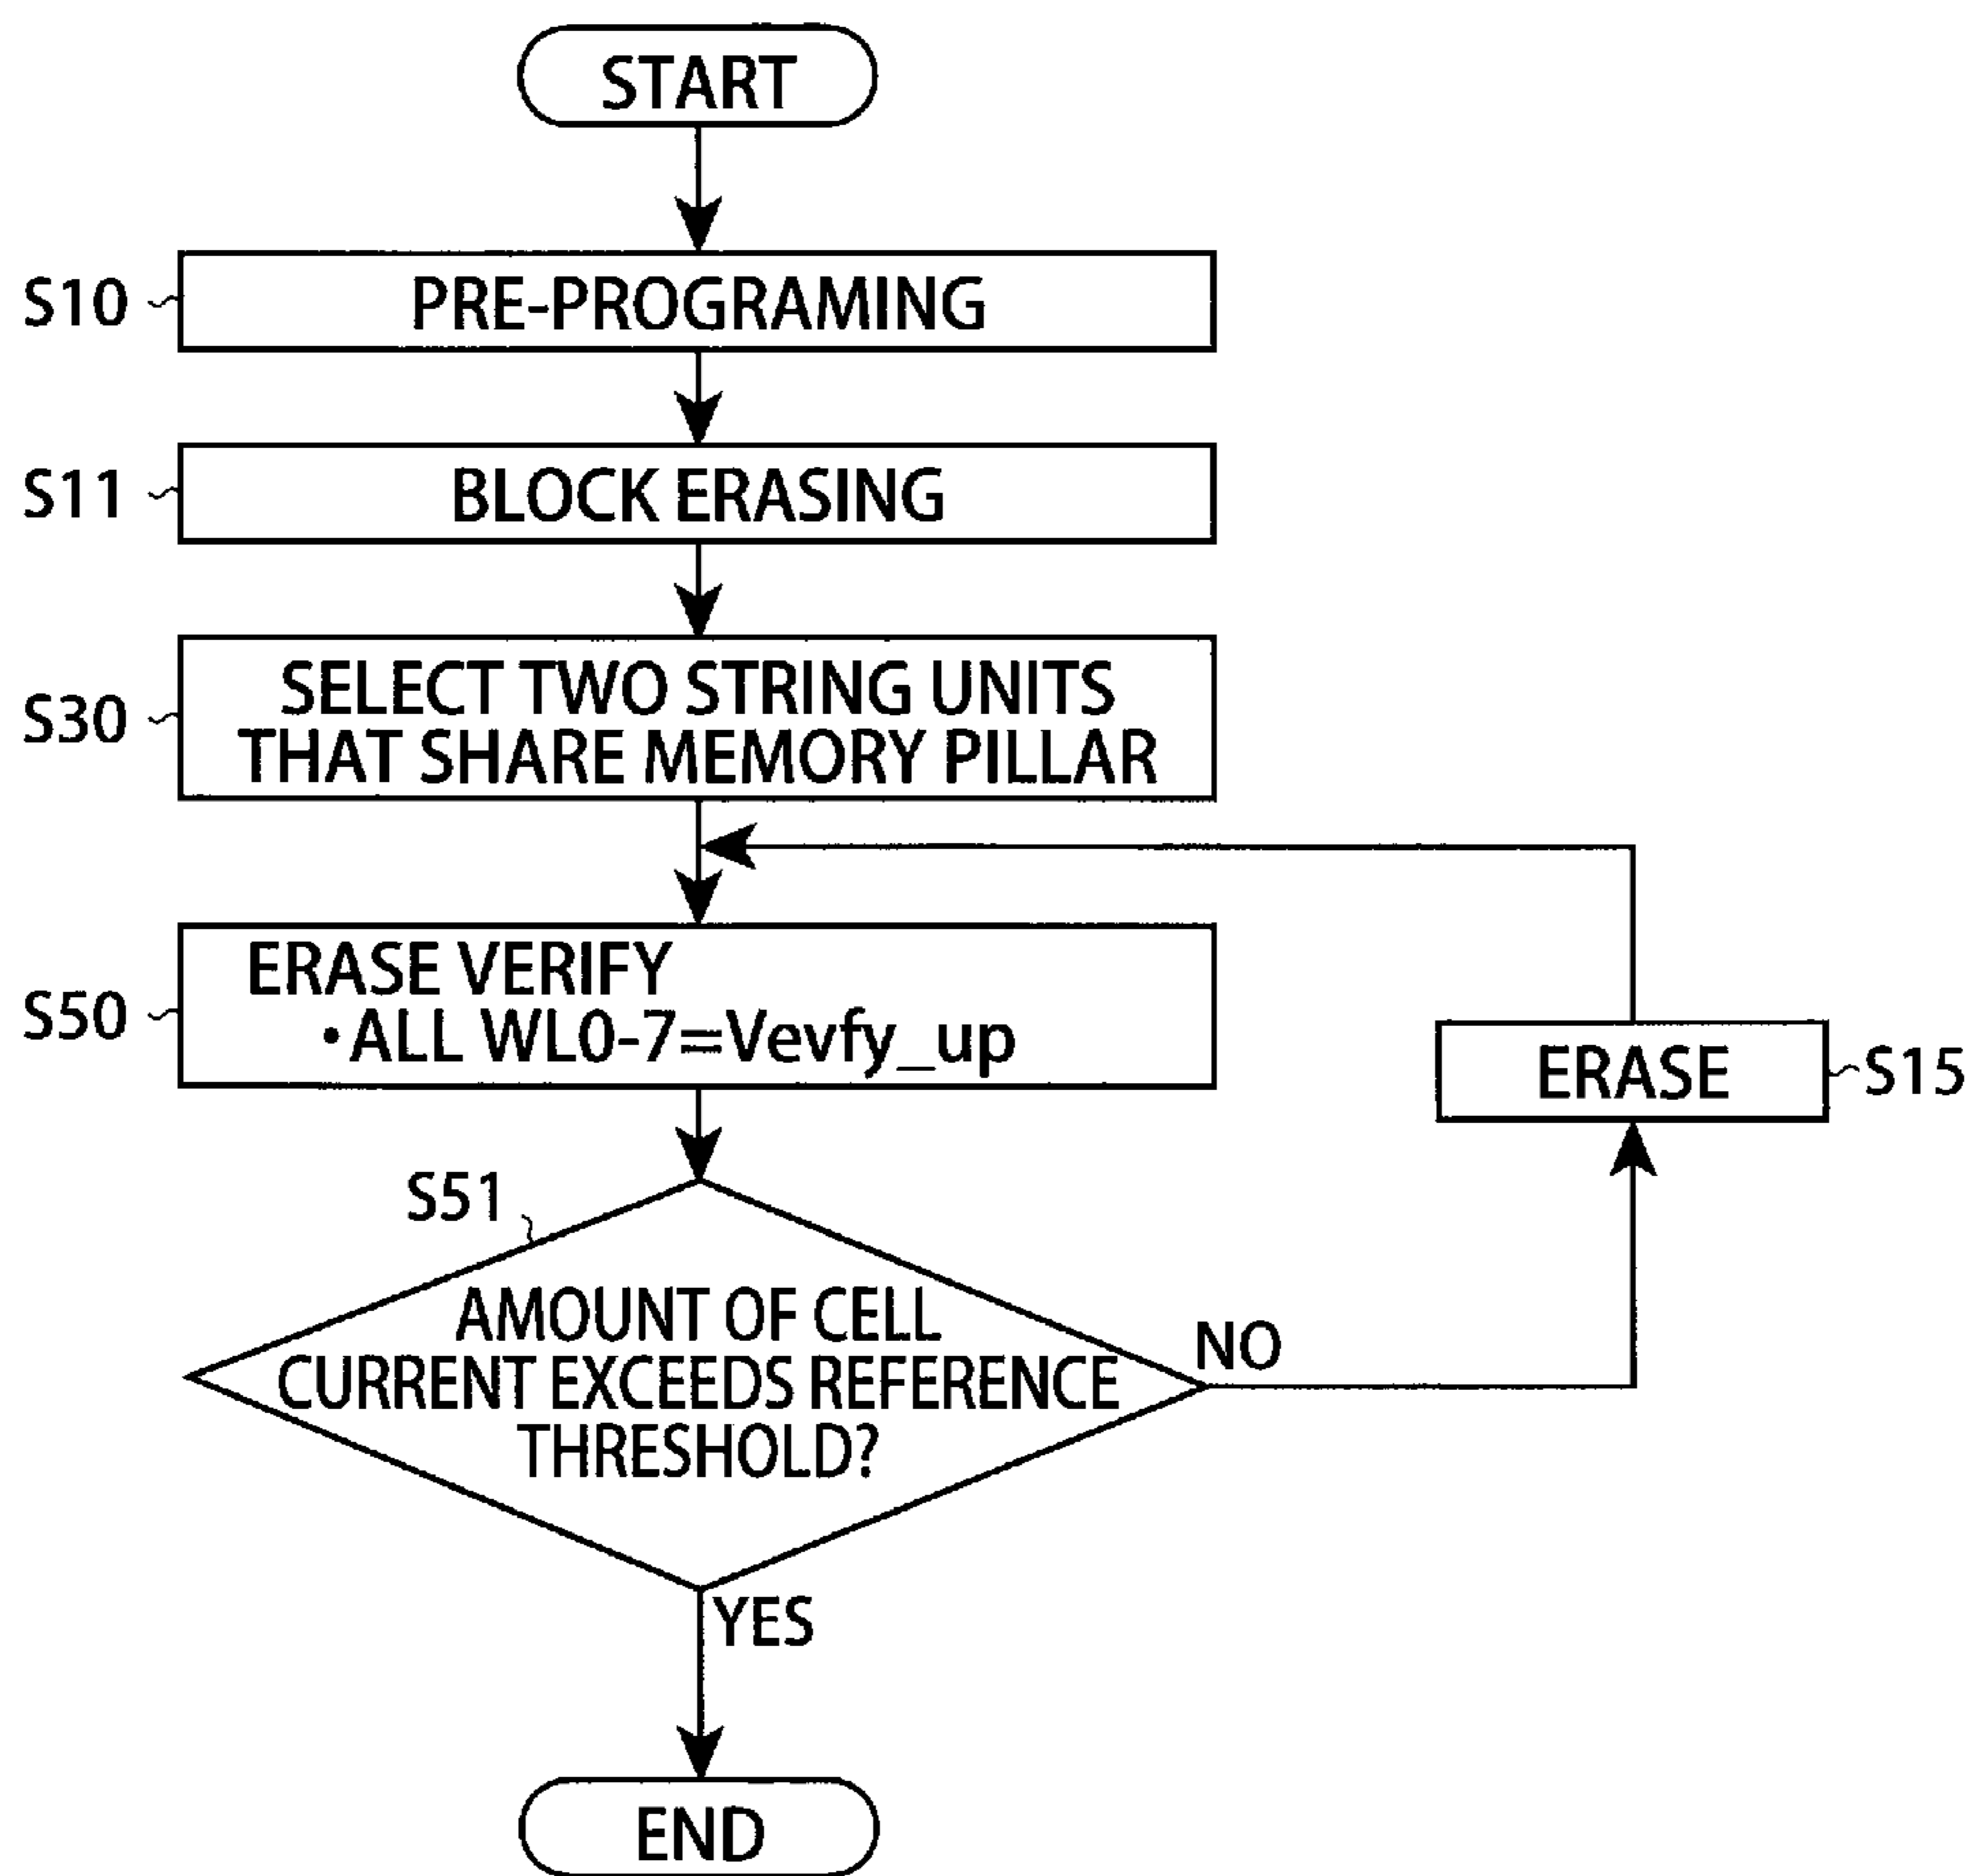 START
S10
PRE-PROGRAMING
S11
BLOCK ERASING
S30
SELECT TWO STRING UNITS
THAT SHARE MEMORY PILLAR
S50
ERASE VERIFY
•ALL WL0-7=Vevfy_up
ERASE
S15
S51
AMOUNT OF CELL
CURRENT EXCEEDS REFERENCE
THRESHOLD?
NO
YES
END